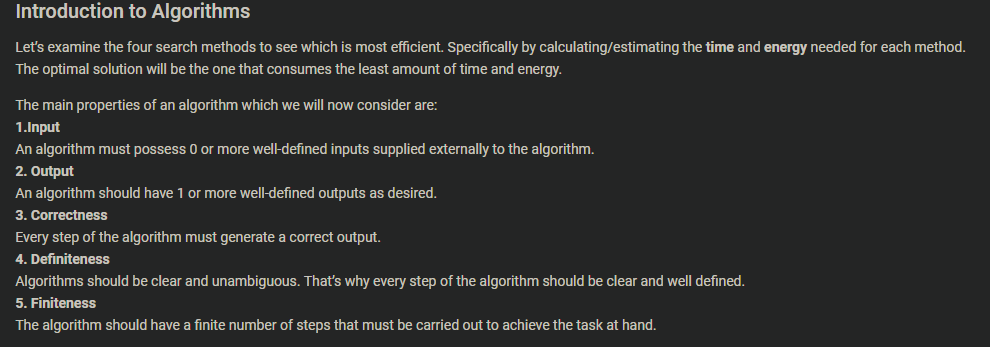 Introduction to Algorithms
Let's examine the four search methods to see which is most efficient. Specifically by calculating/estimating the time and energy needed for each method.
The optimal solution will be the one that consumes the least amount of time and energy.
The main properties of an algorithm which we will now consider are:
1.Input
An algorithm must possess 0 or more well-defined inputs supplied externally to the algorithm.
2. Output
An algorithm should have 1 or more well-defined outputs as desired.
3. Correctness
Every step of the algorithm must generate a correct output.
4. Definiteness
Algorithms should be clear and unambiguous. That's why every step of the algorithm should be clear and well defined.
5. Finiteness
The algorithm should have a finite number of steps that must be carried out to achieve the task at hand.